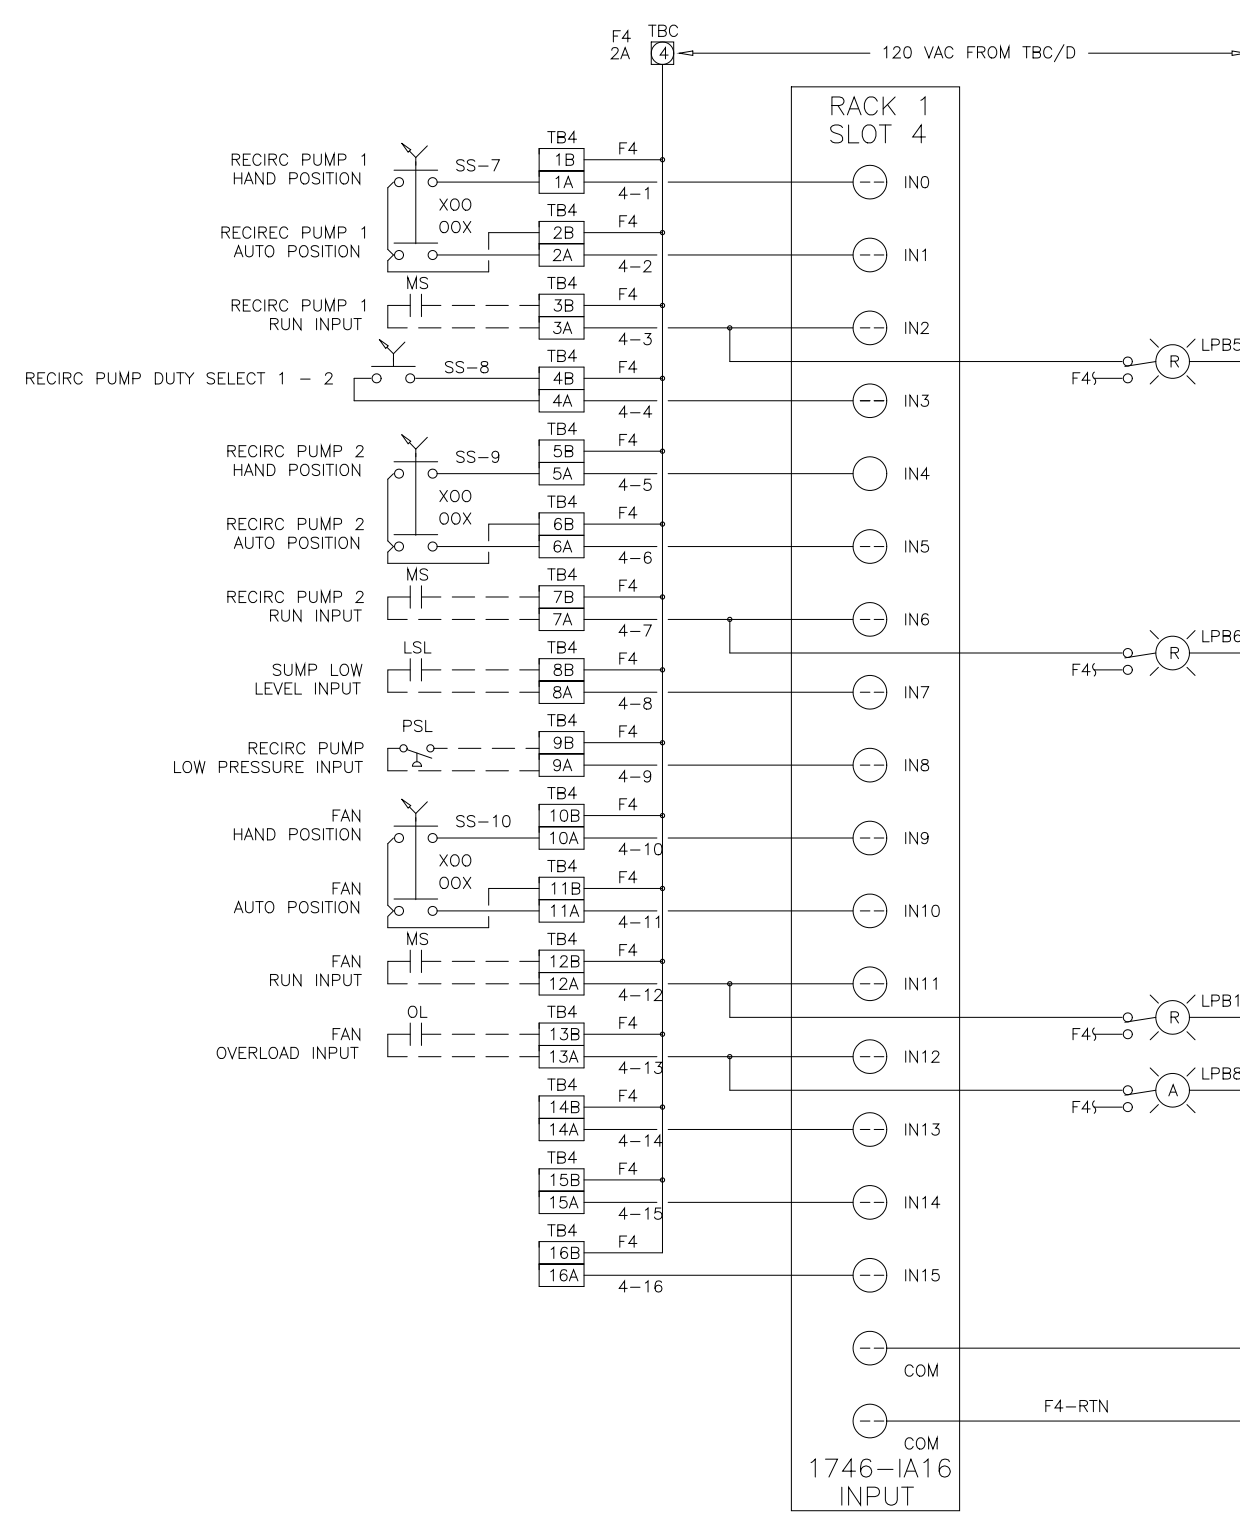 F4 TBC
2A 4 120 VAC FROM TBC/D
RACK 1
SLOT 4
RECIRC PUMP 1
HAND POSITION
SS-7
XOO
OOX
TB4
1B F4
1A 4-1 -- IN0
RECIREC PUMP 1
AUTO POSITION
TB4
2B F4
2A 4-2 -- IN1
RECIRC PUMP 1
RUN INPUT
MS
TB4
3B F4
3A 4-3 -- IN2
R LPB5
F4
RECIRC PUMP DUTY SELECT 1 - 2
SS-8
TB4
4B F4
4A 4-4 -- IN3
RECIRC PUMP 2
HAND POSITION
SS-9
XOO
OOX
TB4
5B F4
5A 4-5 IN4
RECIRC PUMP 2
AUTO POSITION
TB4
6B F4
6A 4-6 -- IN5
RECIRC PUMP 2
RUN INPUT
MS
TB4
7B F4
7A 4-7 -- IN6
R LPB6
F4
SUMP LOW
LEVEL INPUT
LSL
TB4
8B F4
8A 4-8 -- IN7
RECIRC PUMP
LOW PRESSURE INPUT
PSL
TB4
9B F4
9A 4-9 -- IN8
FAN
HAND POSITION
SS-10
XOO
OOX
TB4
10B F4
10A 4-10 -- IN9
FAN
AUTO POSITION
TB4
11B F4
11A 4-11 -- IN10
FAN
RUN INPUT
MS
TB4
12B F4
12A 4-12 -- IN11
R LPB1
F4
FAN
OVERLOAD INPUT
OL
TB4
13B F4
13A 4-13 -- IN12
A LPB8
F4
TB4
14B F4
14A 4-14 -- IN13
TB4
15B F4
15A 4-15 -- IN14
TB4
16B F4
16A 4-16 -- IN15
-- COM
F4-RTN
-- COM
1746-IA16
INPUT